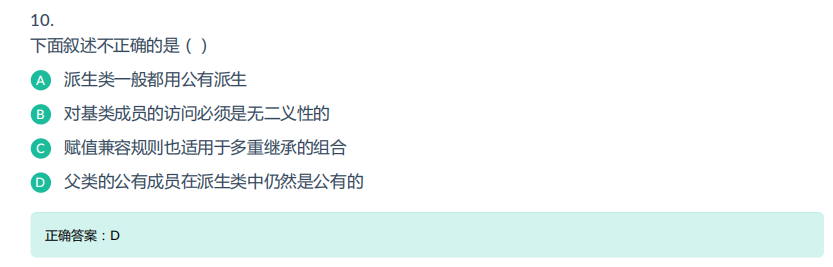 10.
下面叙述不正确的是 ( )
A 派生类一般都用公有派生
B 对基类成员的访问必须是无二义性的
C 赋值兼容规则也适用于多重继承的组合
D 父类的公有成员在派生类中仍然是公有的
正确答案：D